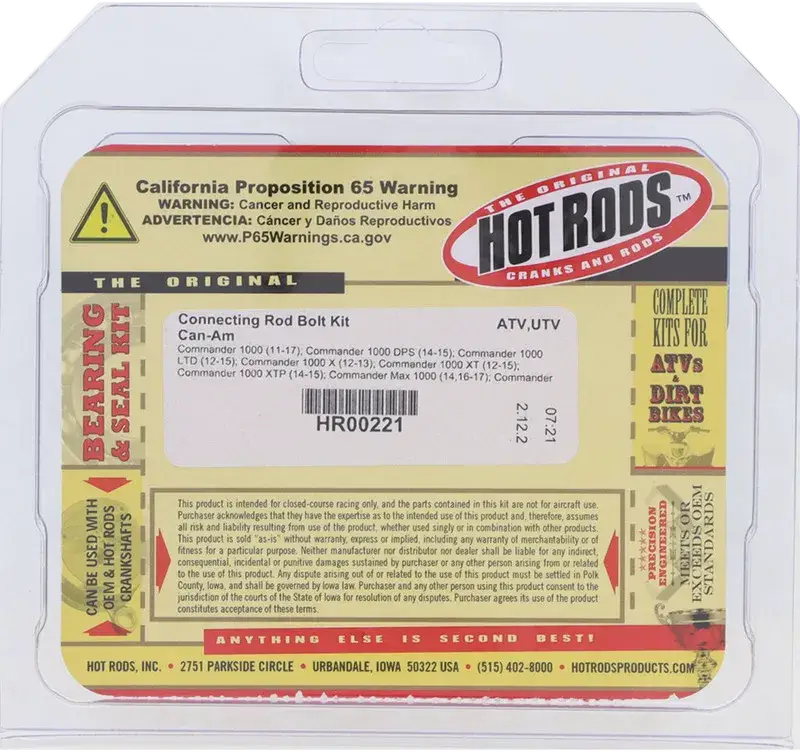 California Proposition 65 Warning
WARNING: Cancer and Reproductive Harm
ADVERTENCIA: Cáncer y Daños Reproductivos
www.P65Warnings.ca.gov
THE ORIGINAL
HOT RODS™
CRANKS AND RODS
THE ORIGINAL
BEARING
& SEAL KIT
Connecting Rod Bolt Kit
ATV,UTV
Can-Am
Commander 1000 (11-17); Commander 1000 DPS (14-15); Commander 1000
LTD (12-15); Commander 1000 X (12-13); Commander 1000 XT (12-15);
Commander 1000 XTP (14-15); Commander Max 1000 (14,16-17); Commander
HR00221
2.12.2
07:21
COMPLETE
KITS FOR
ATVs
&
DIRT
BIKES
CAN BE USED WITH
OEM & HOT RODS
CRANKSHAFTS
This product is intended for closed-course racing only, and the parts contained in this kit are not for aircraft use.
Purchaser acknowledges that they have the expertise as to the intended use of this product and, therefore, assumes
all risk and liability resulting from use of the product, whether used singly or in combination with other products.
This product is sold "as-is" without warranty, express or implied, including any warranty of merchantability or of
fitness for a particular purpose. Neither manufacturer nor distributor nor dealer shall be liable for any indirect,
consequential, incidental or punitive damages sustained by purchaser or any other person arising from or related
to the use of this product. Any dispute arising out of or related to the use of this product must be settled in Polk
County, Iowa, and shall be governed by Iowa law. Purchaser and any other person using this product consent to the
jurisdiction of the courts of the State of Iowa for resolution of any disputes. Purchaser agrees its use of the product
constitutes acceptance of these terms.
PRECISION
ENGINEERED
MEETS OR
EXCEEDS OEM
STANDARDS
ANYTHING ELSE IS SECOND BEST!
HOT RODS, INC. • 2751 PARKSIDE CIRCLE • URBANDALE, IOWA 50322 USA • (515) 402-8000 • HOTRODSPRODUCTS.COM